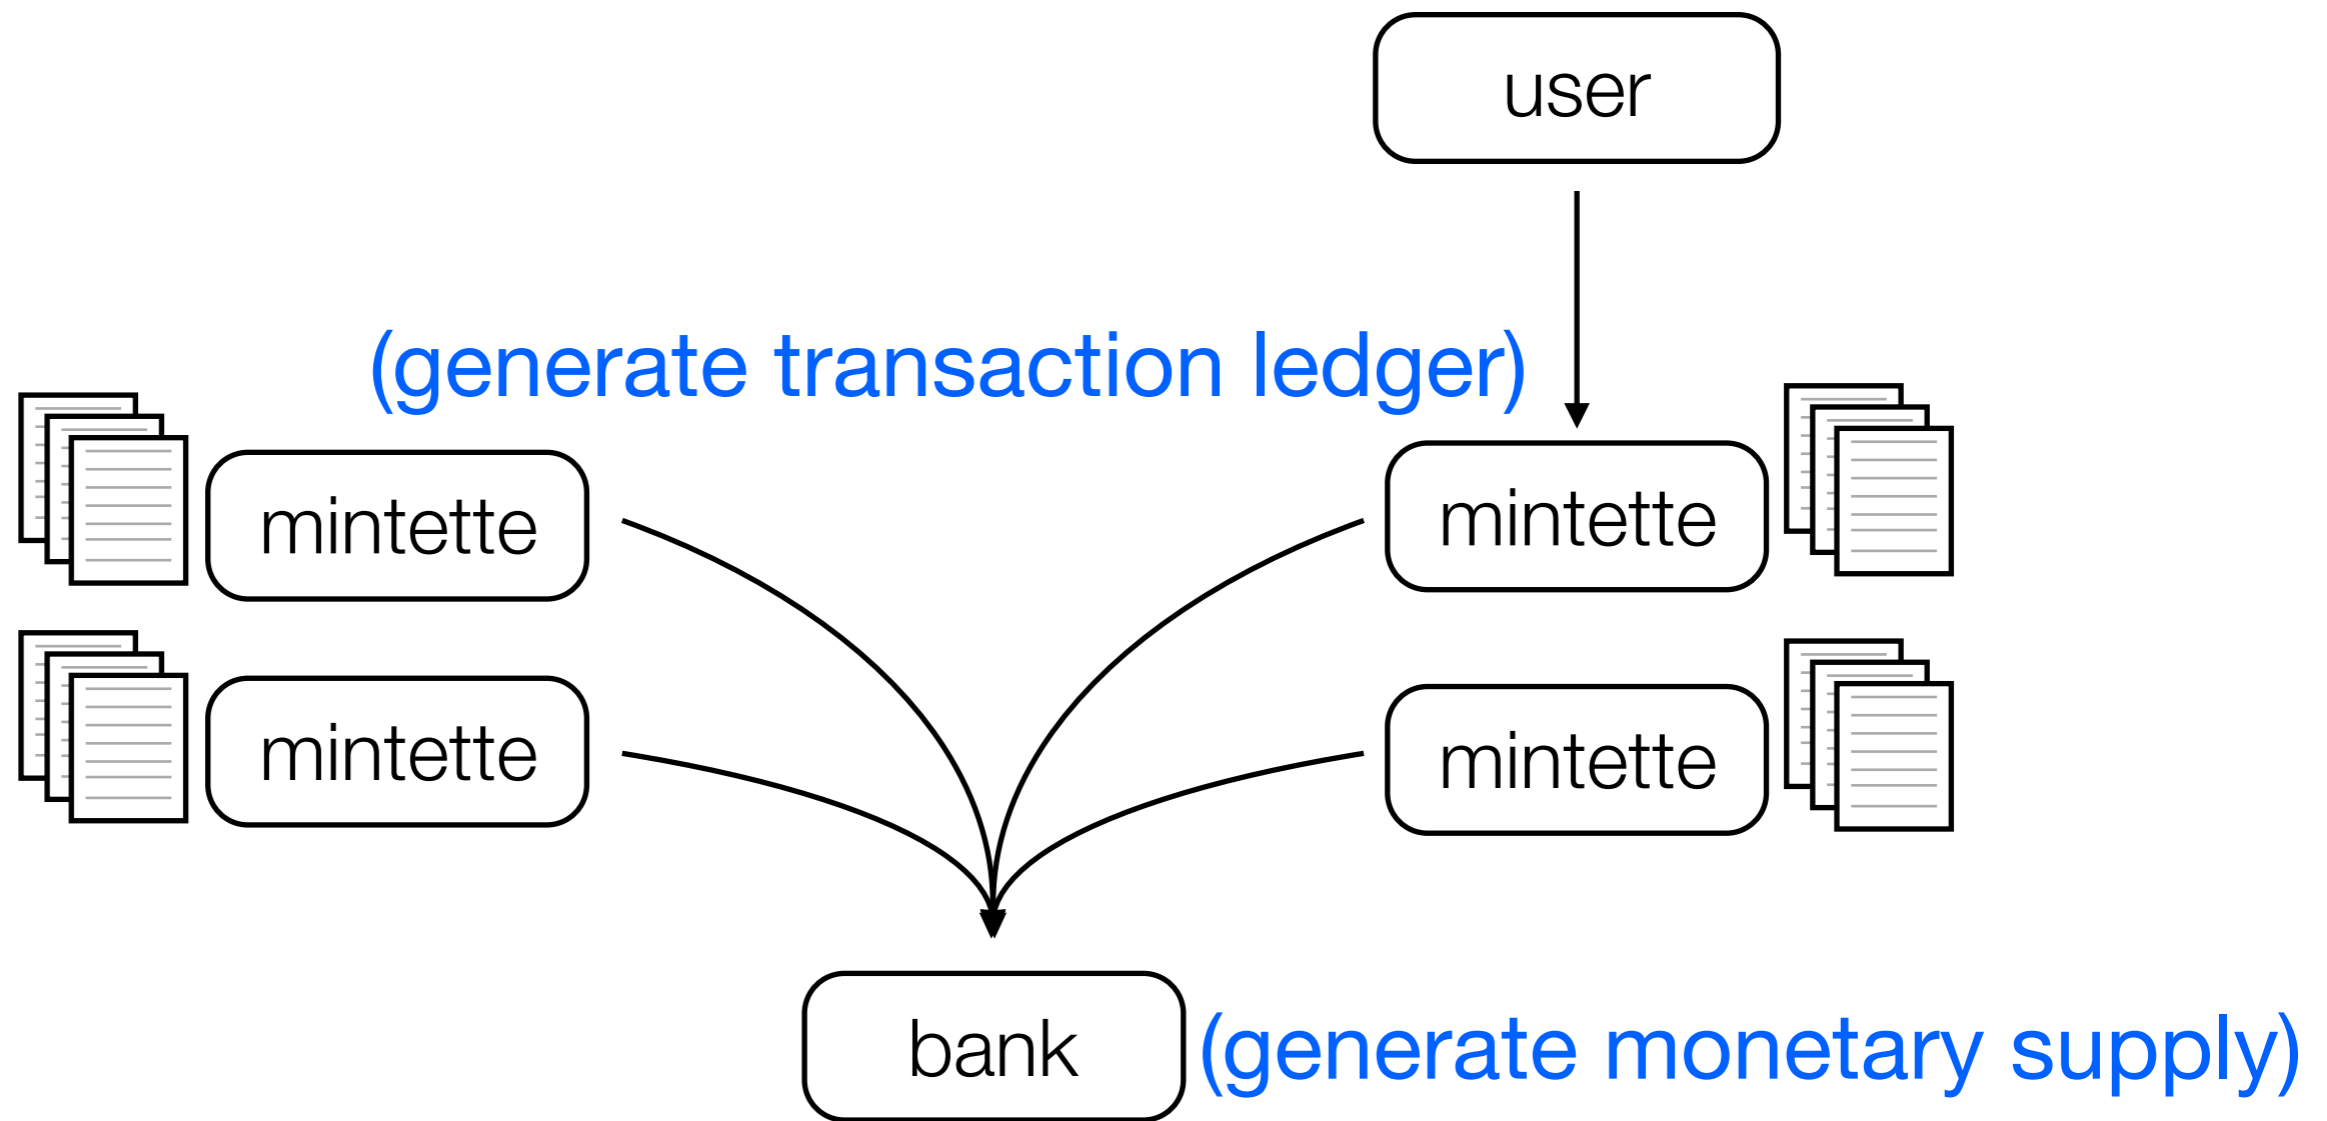 user
(generate transaction ledger)
mintette
mintette
mintette
mintette
bank
(generate monetary supply)